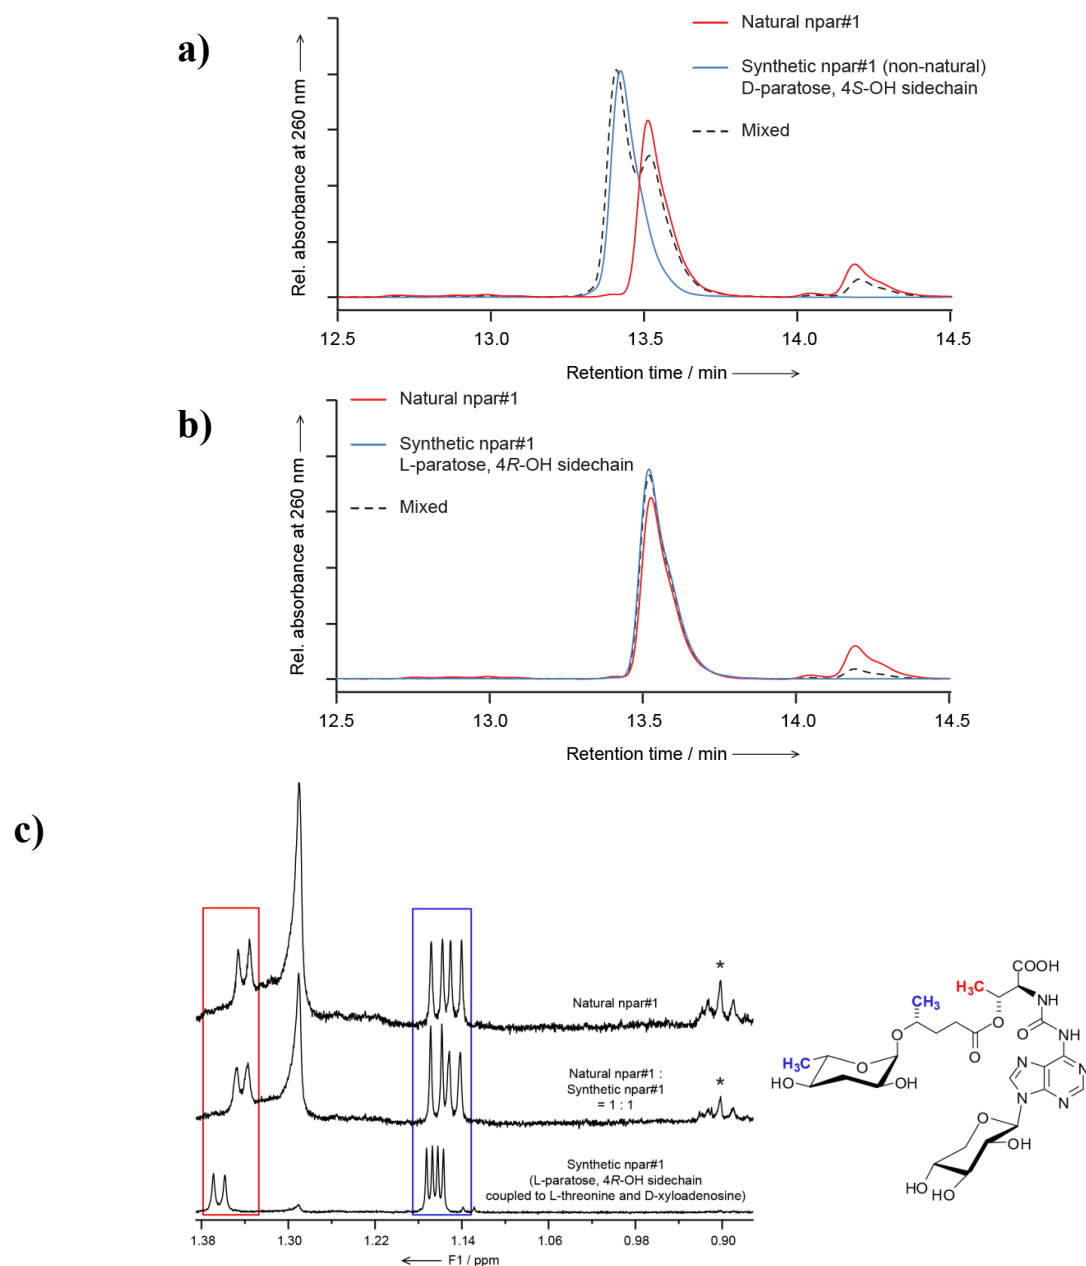 a)
Natural npar#1
Synthetic npar#1 (non-natural)
D-paratose, 4S-OH sidechain
Mixed
Rel. absorbance at 260 nm
12.5 13.0 13.5 14.0 14.5
Retention time / min
b)
Natural npar#1
Synthetic npar#1
L-paratose, 4R-OH sidechain
Mixed
Rel. absorbance at 260 nm
12.5 13.0 13.5 14.0 14.5
Retention time / min
c)
*
Natural npar#1
*
Natural npar#1 :
Synthetic npar#1
= 1 : 1
Synthetic npar#1
(L-paratose, 4R-OH sidechain
coupled to L-threonine and D-xyloadenosine)
1.38 1.30 1.22 1.14 1.06 0.98 0.90
F1 / ppm
COOH
H₃C
CH₃
NH
O
O
O
NH
O
H₃C
O
N
N
HO
OH
N
N
O
OH
HO
HO